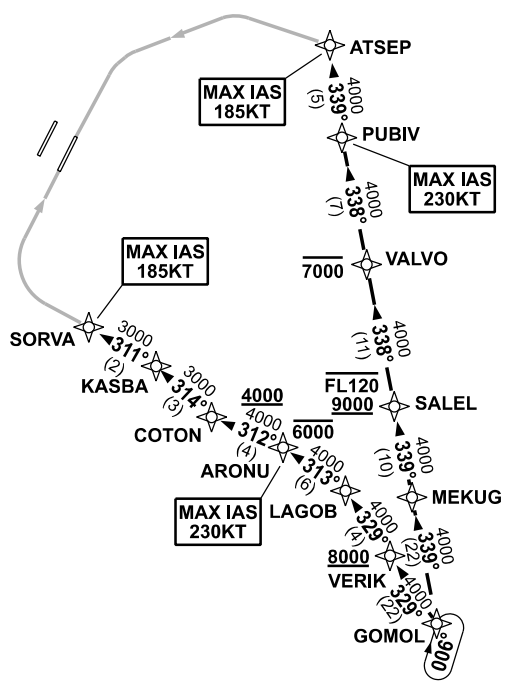 ATSEP
MAX IAS
185KT
4000
339°
(5)
PUBIV
MAX IAS
230KT
4000
338°
(7)
VALVO
7000
4000
338°
(11)
FL120
9000
SALEL
4000
339°
(10)
MEKUG
4000
339°
(22)
MAX IAS
185KT
SORVA
3000
311°
(2)
KASBA
3000
314°
(3)
COTON
4000
4000
312°
(4)
6000
ARONU
MAX IAS
230KT
4000
313°
(6)
LAGOB
4000
329°
(4)
8000
VERIK
4000
329°
(22)
GOMOL
006°